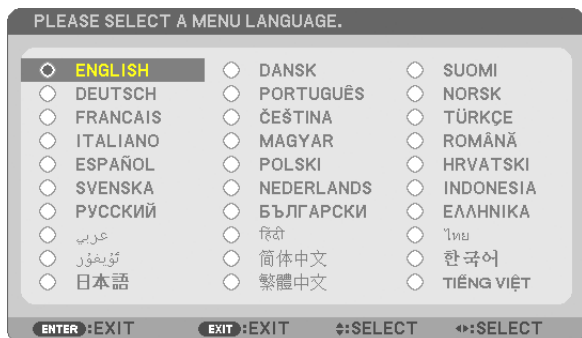 PLEASE SELECT A MENU LANGUAGE.
ENGLISH DANSK SUOMI
DEUTSCH PORTUGUÊS NORSK
FRANCAIS ČEŠTINA TÜRKÇE
ITALIANO MAGYAR ROMÂNĂ
ESPAÑOL POLSKI HRVATSKI
SVENSKA NEDERLANDS INDONESIA
РУССКИЙ БЪЛГАРСКИ ΕΛΛΗΝΙΚΑ
عربي हिंदी ไทย
ئۇيغۇر 简体中文 한국어
日本語 繁體中文 TIẾNG VIỆT
ENTER :EXIT EXIT :EXIT :SELECT :SELECT